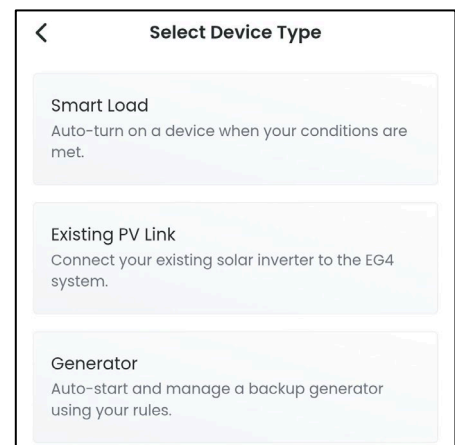 Select Device Type
Smart Load
Auto-turn on a device when your conditions are
met.
Existing PV Link
Connect your existing solar inverter to the EG4
system.
Generator
Auto-start and manage a backup generator
using your rules.